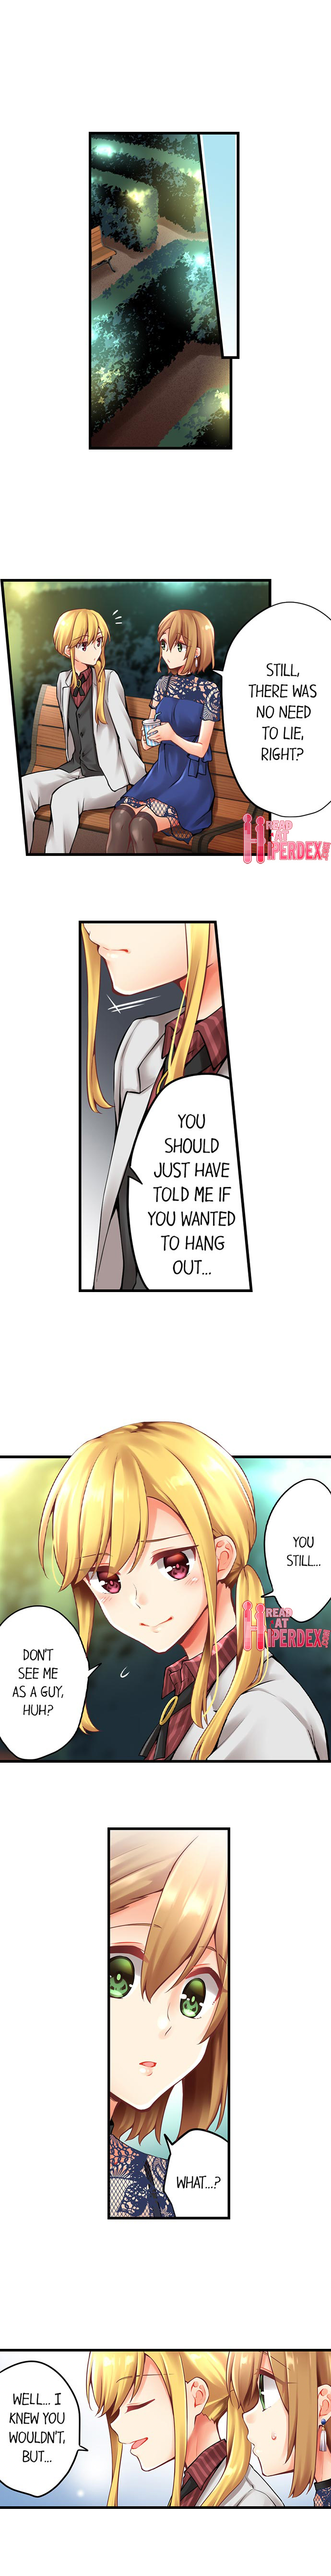 STILL,
THERE WAS
NO NEED
TO LIE,
RIGHT?
READ
AT
HIPERDEX
YOU
SHOULD
JUST HAVE
TOLD ME IF
YOU WANTED
TO HANG
OUT...
YOU
STILL...
READ
AT
HIPERDEX
DON'T
SEE ME
AS A GUY,
HUH?
WHAT...?
WELL... I
KNEW YOU
WOULDN'T,
BUT...